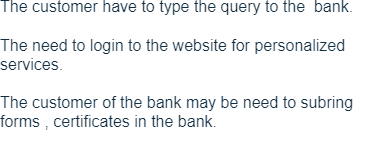 The customer have to type the query to the  bank.
The need to login to the website for personalized
services.
The customer of the bank may be need to subring
forms , certificates in the bank.